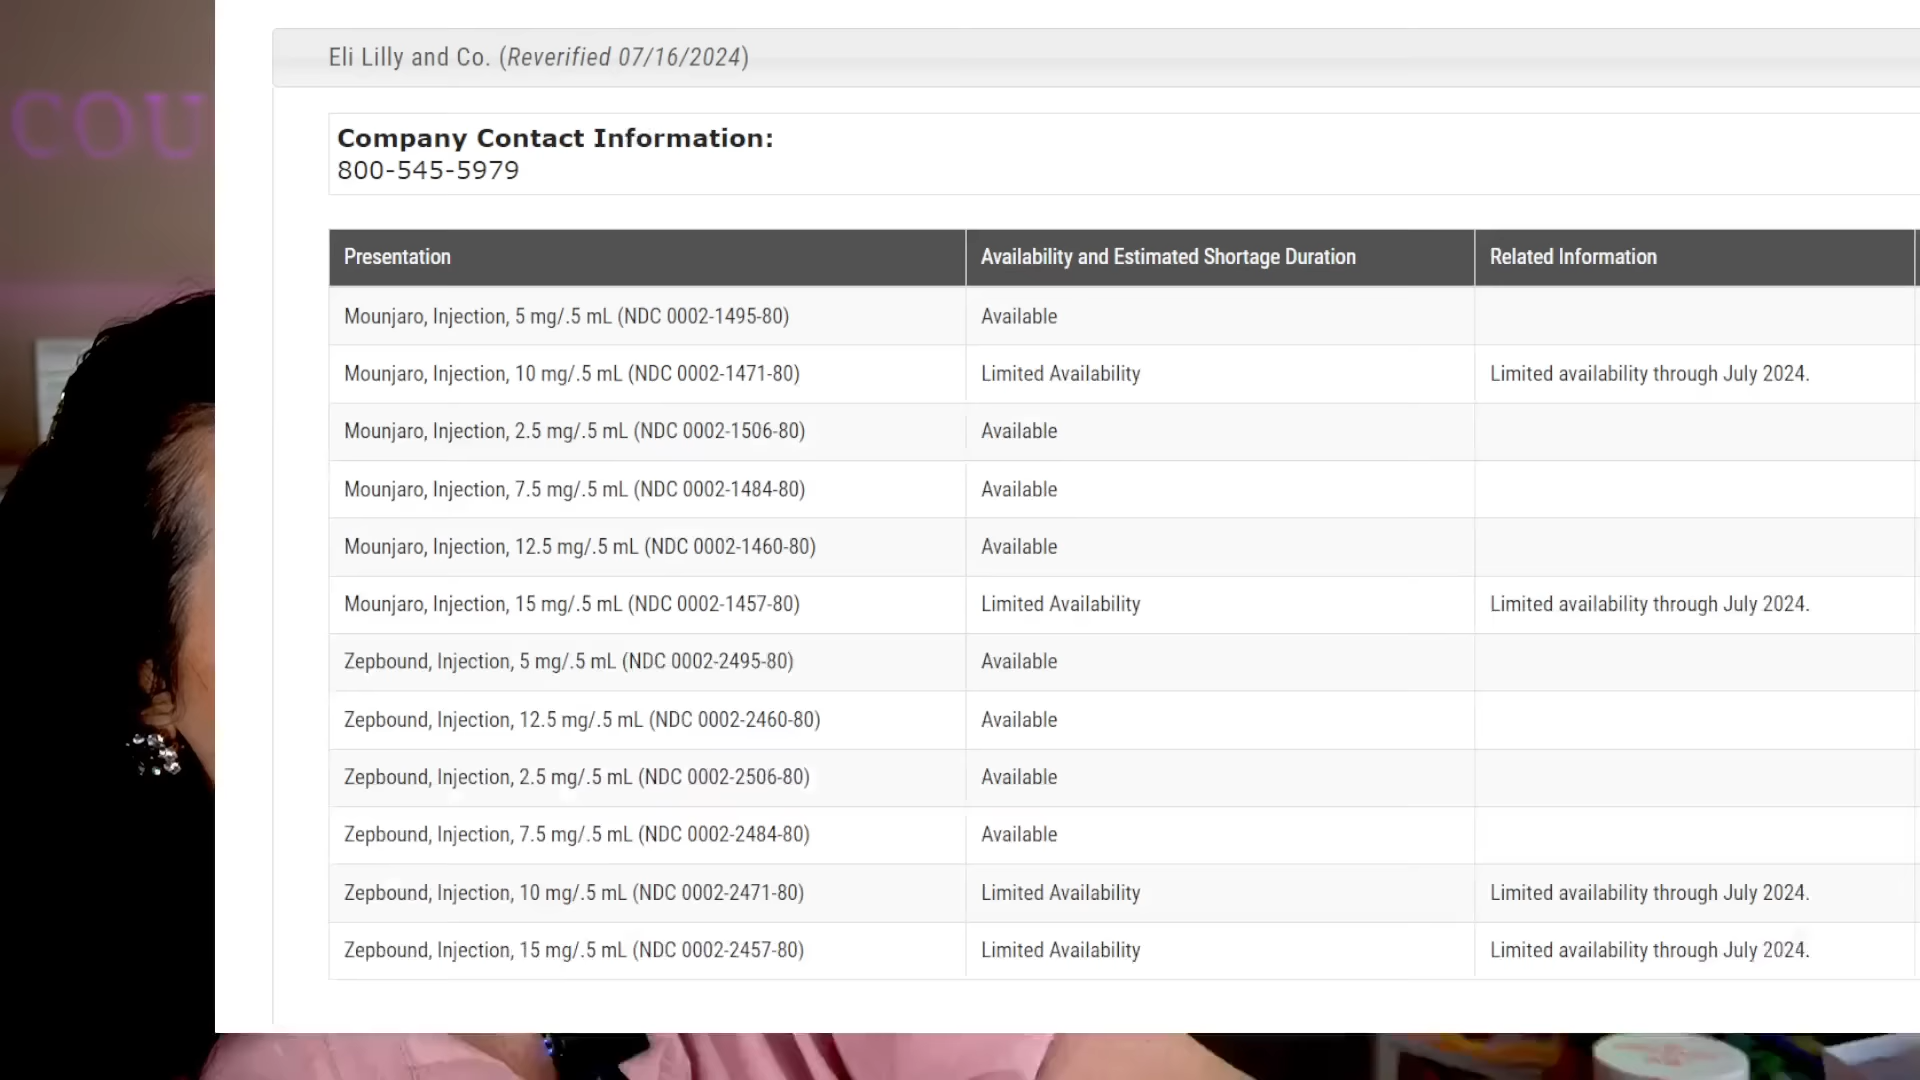 COU
Eli Lilly and Co. (Reverified 07/16/2024)
Company Contact Information:
800-545-5979
Presentation Availability and Estimated Shortage Duration Related Information
Mounjaro, Injection, 5 mg/.5 mL (NDC 0002-1495-80) Available
Mounjaro, Injection, 10 mg/.5 mL (NDC 0002-1471-80) Limited Availability Limited availability through July 2024.
Mounjaro, Injection, 2.5 mg/.5 mL (NDC 0002-1506-80) Available
Mounjaro, Injection, 7.5 mg/.5 mL (NDC 0002-1484-80) Available
Mounjaro, Injection, 12.5 mg/.5 mL (NDC 0002-1460-80) Available
Mounjaro, Injection, 15 mg/.5 mL (NDC 0002-1457-80) Limited Availability Limited availability through July 2024.
Zepbound, Injection, 5 mg/.5 mL (NDC 0002-2495-80) Available
Zepbound, Injection, 12.5 mg/.5 mL (NDC 0002-2460-80) Available
Zepbound, Injection, 2.5 mg/.5 mL (NDC 0002-2506-80) Available
Zepbound, Injection, 7.5 mg/.5 mL (NDC 0002-2484-80) Available
Zepbound, Injection, 10 mg/.5 mL (NDC 0002-2471-80) Limited Availability Limited availability through July 2024.
Zepbound, Injection, 15 mg/.5 mL (NDC 0002-2457-80) Limited Availability Limited availability through July 2024.